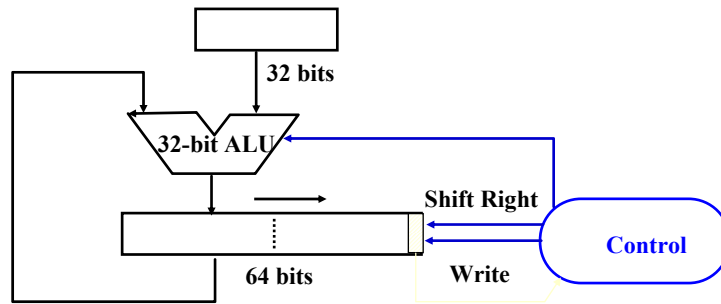 32 bits
32-bit ALU
Shift Right
Control
64 bits
Write